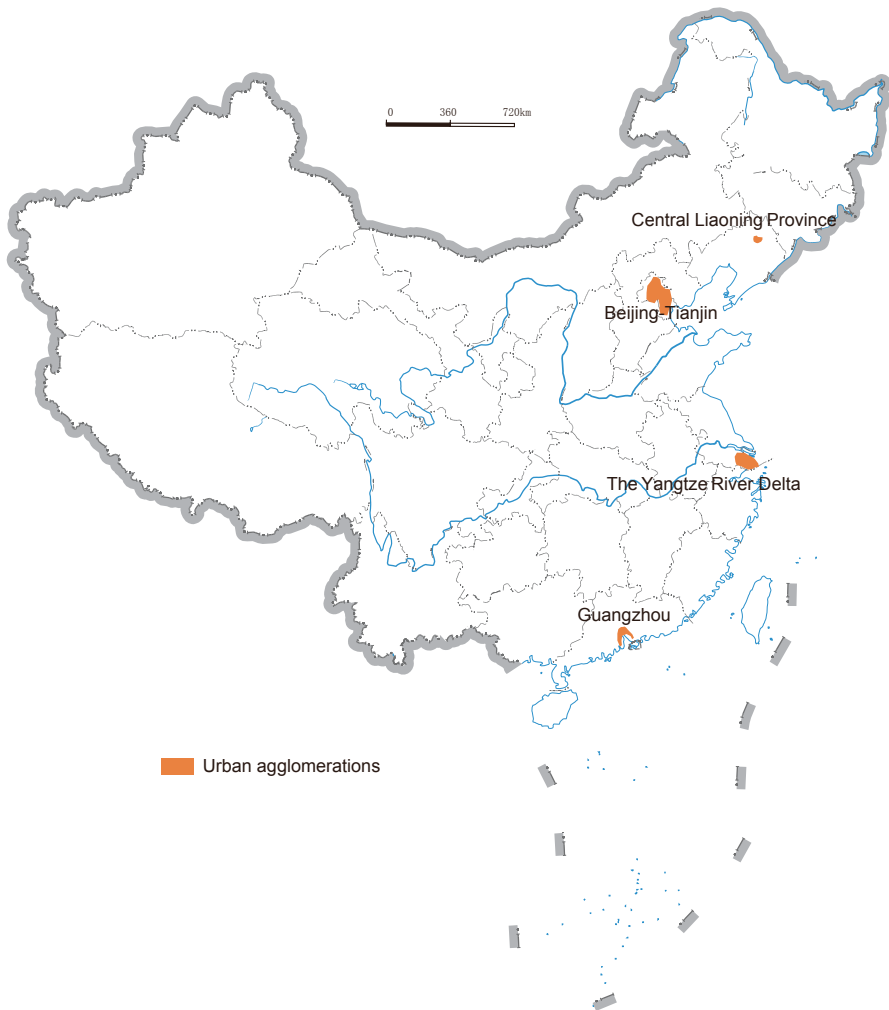 0 360 720km
Central Liaoning Province
Beijing-Tianjin
The Yangtze River Delta
Guangzhou
Urban agglomerations